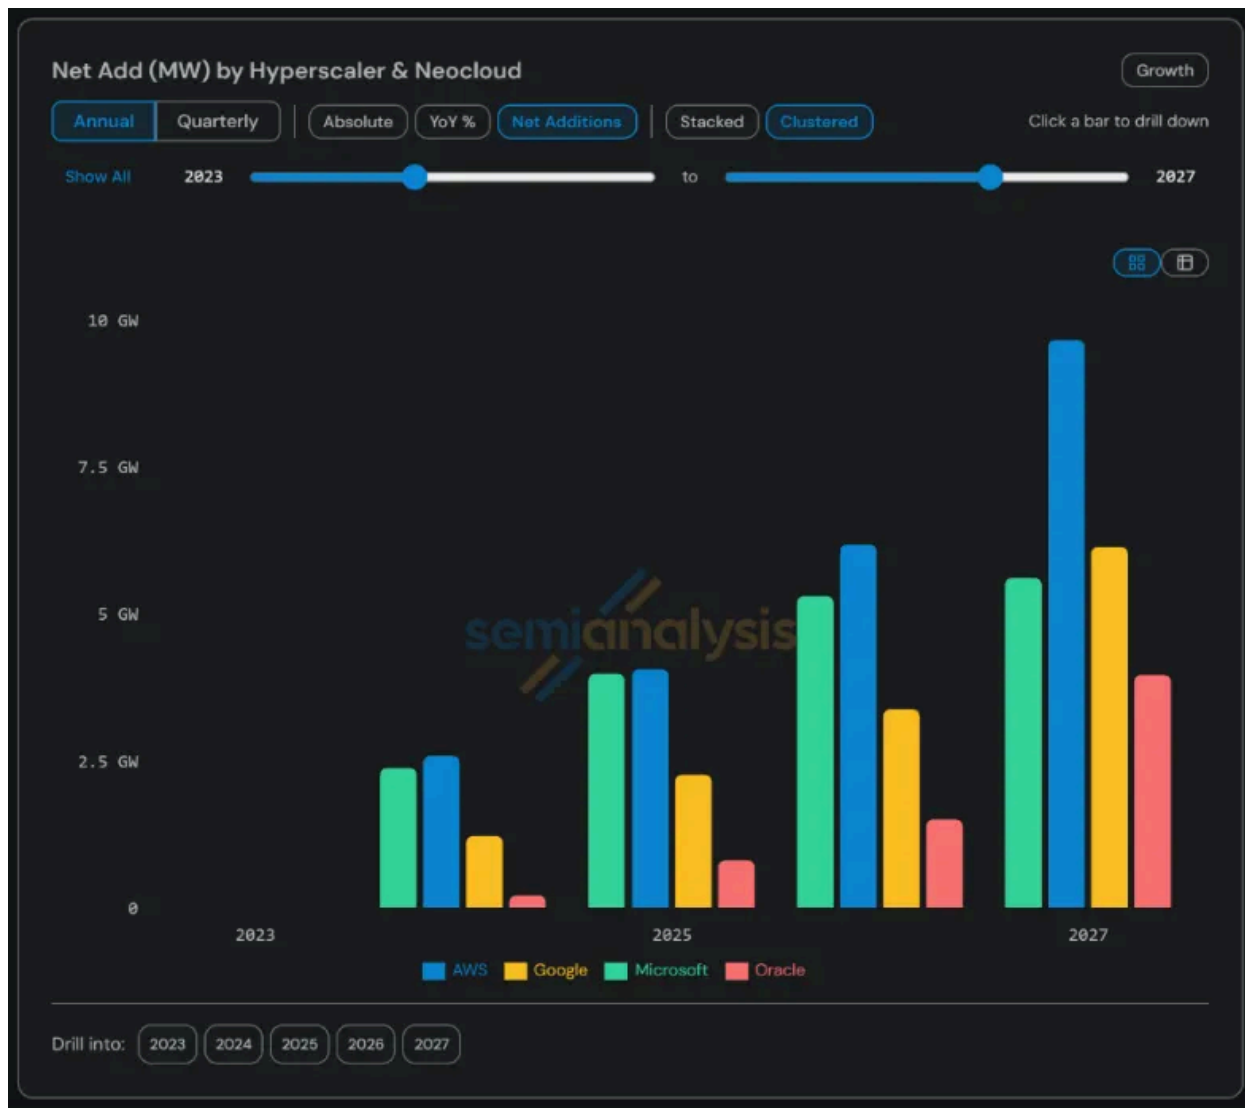 Net Add (MW) by Hyperscaler & Neocloud
Growth
Annual Quarterly Absolute YoY % Net Additions Stacked Clustered Click a bar to drill down
Show All 2023 to 2027
10 GW
7.5 GW
5 GW
semianalysis
2.5 GW
0
2023 2025 2027
AWS Google Microsoft Oracle
Drill into: 2023 2024 2025 2026 2027